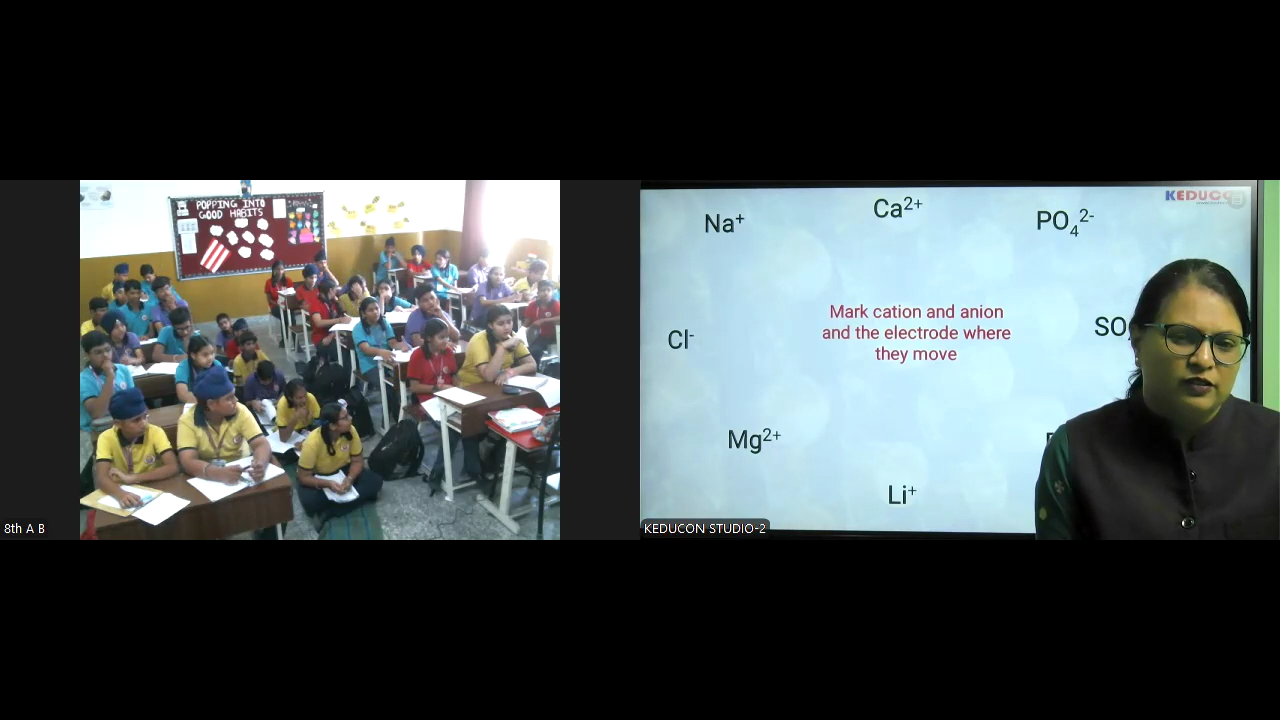 POPPING INTO
GOOD HABITS
8th A B
KEDUCON STUDIO-2
Na⁺
Ca²⁺
PO₄²⁻
Cl⁻
Mark cation and anion
and the electrode where
they move
SO
Mg²⁺
Li⁺